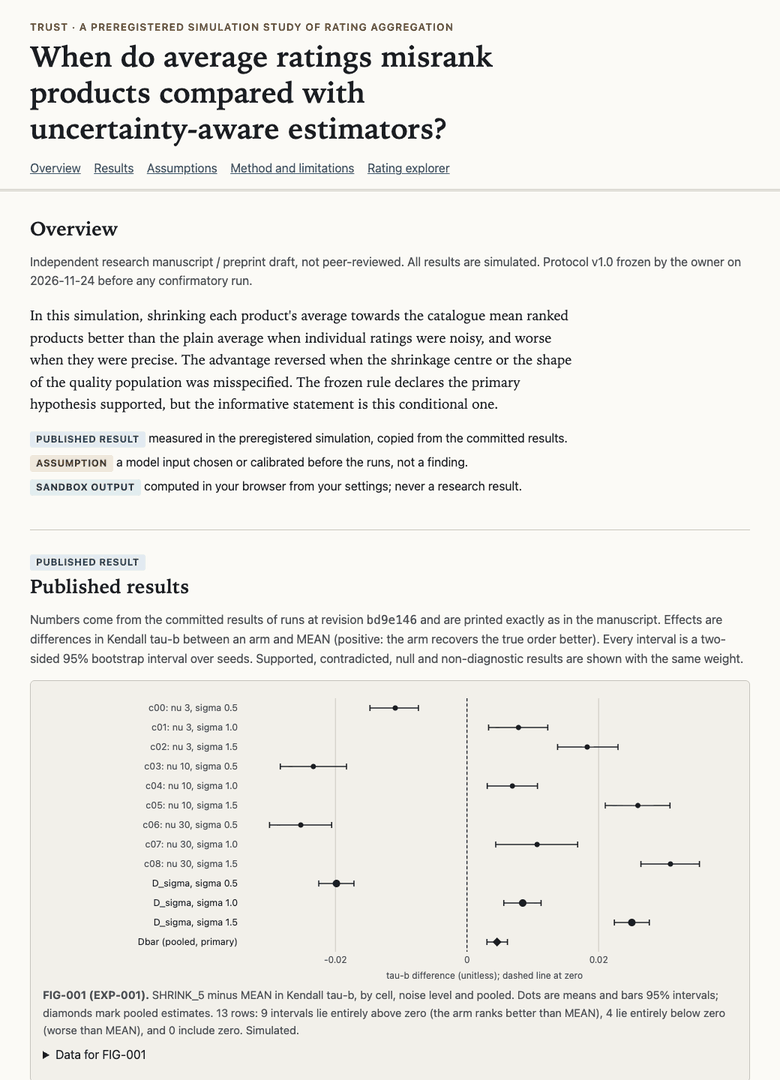 TRUST · A PREREGISTERED SIMULATION STUDY OF RATING AGGREGATION
When do average ratings misrank
products compared with
uncertainty-aware estimators?
Overview Results Assumptions Method and limitations Rating explorer
Overview
Independent research manuscript / preprint draft, not peer-reviewed. All results are simulated. Protocol v1.0 frozen by the owner on
2026-11-24 before any confirmatory run.
In this simulation, shrinking each product's average towards the catalogue mean ranked
products better than the plain average when individual ratings were noisy, and worse
when they were precise. The advantage reversed when the shrinkage centre or the shape
of the quality population was misspecified. The frozen rule declares the primary
hypothesis supported, but the informative statement is this conditional one.
PUBLISHED RESULT measured in the preregistered simulation, copied from the committed results.
ASSUMPTION a model input chosen or calibrated before the runs, not a finding.
SANDBOX OUTPUT computed in your browser from your settings; never a research result.
PUBLISHED RESULT
Published results
Numbers come from the committed results of runs at revision bd9e146 and are printed exactly as in the manuscript. Effects are
differences in Kendall tau-b between an arm and MEAN (positive: the arm recovers the true order better). Every interval is a two-
sided 95% bootstrap interval over seeds. Supported, contradicted, null and non-diagnostic results are shown with the same weight.
c00: nu 3, sigma 0.5
c01: nu 3, sigma 1.0
c02: nu 3, sigma 1.5
c03: nu 10, sigma 0.5
c04: nu 10, sigma 1.0
c05: nu 10, sigma 1.5
c06: nu 30, sigma 0.5
c07: nu 30, sigma 1.0
c08: nu 30, sigma 1.5
D_sigma, sigma 0.5
D_sigma, sigma 1.0
D_sigma, sigma 1.5
Dbar (pooled, primary)
-0.02 0 0.02
tau-b difference (unitless); dashed line at zero
FIG-001 (EXP-001). SHRINK_5 minus MEAN in Kendall tau-b, by cell, noise level and pooled. Dots are means and bars 95% intervals;
diamonds mark pooled estimates. 13 rows: 9 intervals lie entirely above zero (the arm ranks better than MEAN), 4 lie entirely below zero
(worse than MEAN), and 0 include zero. Simulated.
▶ Data for FIG-001